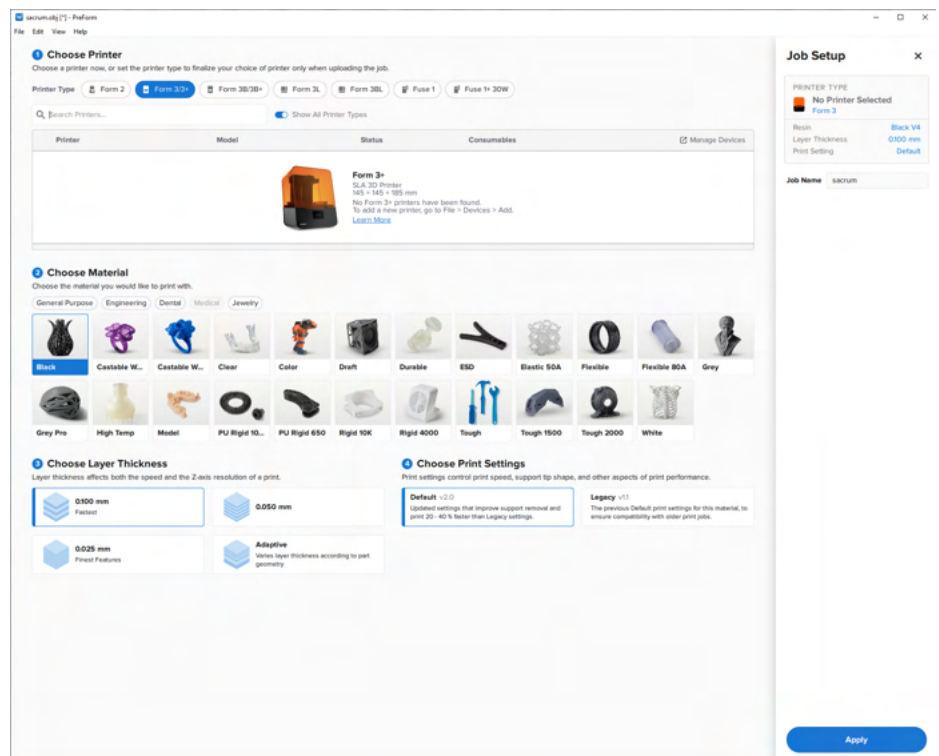 sacrum.obj [*] - PreForm
File Edit View Help
1 Choose Printer
Choose a printer now, or set the printer type to finalize your choice of printer only when uploading the job.
Printer Type Form 2 Form 3/3+ Form 3B/3B+ Form 3L Form 3BL Fuse 1 Fuse 1+ 30W
Search Printers... Show All Printer Types
Printer Model Status Consumables Manage Devices
Form 3+
SLA 3D Printer
145 × 145 × 185 mm
No Form 3+ printers have been found.
To add a new printer, go to File > Devices > Add.
Learn More
2 Choose Material
Choose the material you would like to print with.
General Purpose Engineering Dental Medical Jewelry
Black Castable W... Castable W... Clear Color Draft Durable ESD Elastic 50A Flexible Flexible 80A Grey
Grey Pro High Temp Model PU Rigid 10... PU Rigid 650 Rigid 10K Rigid 4000 Tough Tough 1500 Tough 2000 White
3 Choose Layer Thickness
Layer thickness affects both the speed and the Z-axis resolution of a print.
0.100 mm
Fastest
0.050 mm
0.025 mm
Finest Features
Adaptive
Varies layer thickness according to part
geometry
4 Choose Print Settings
Print settings control print speed, support tip shape, and other aspects of print performance.
Default v2.0
Updated settings that improve support removal and
print 20 - 40 % faster than Legacy settings.
Legacy v1.1
The previous Default print settings for this material, to
ensure compatibility with older print jobs.
Job Setup
PRINTER TYPE
No Printer Selected
Form 3
Resin Black V4
Layer Thickness 0.100 mm
Print Setting Default
Job Name sacrum
Apply